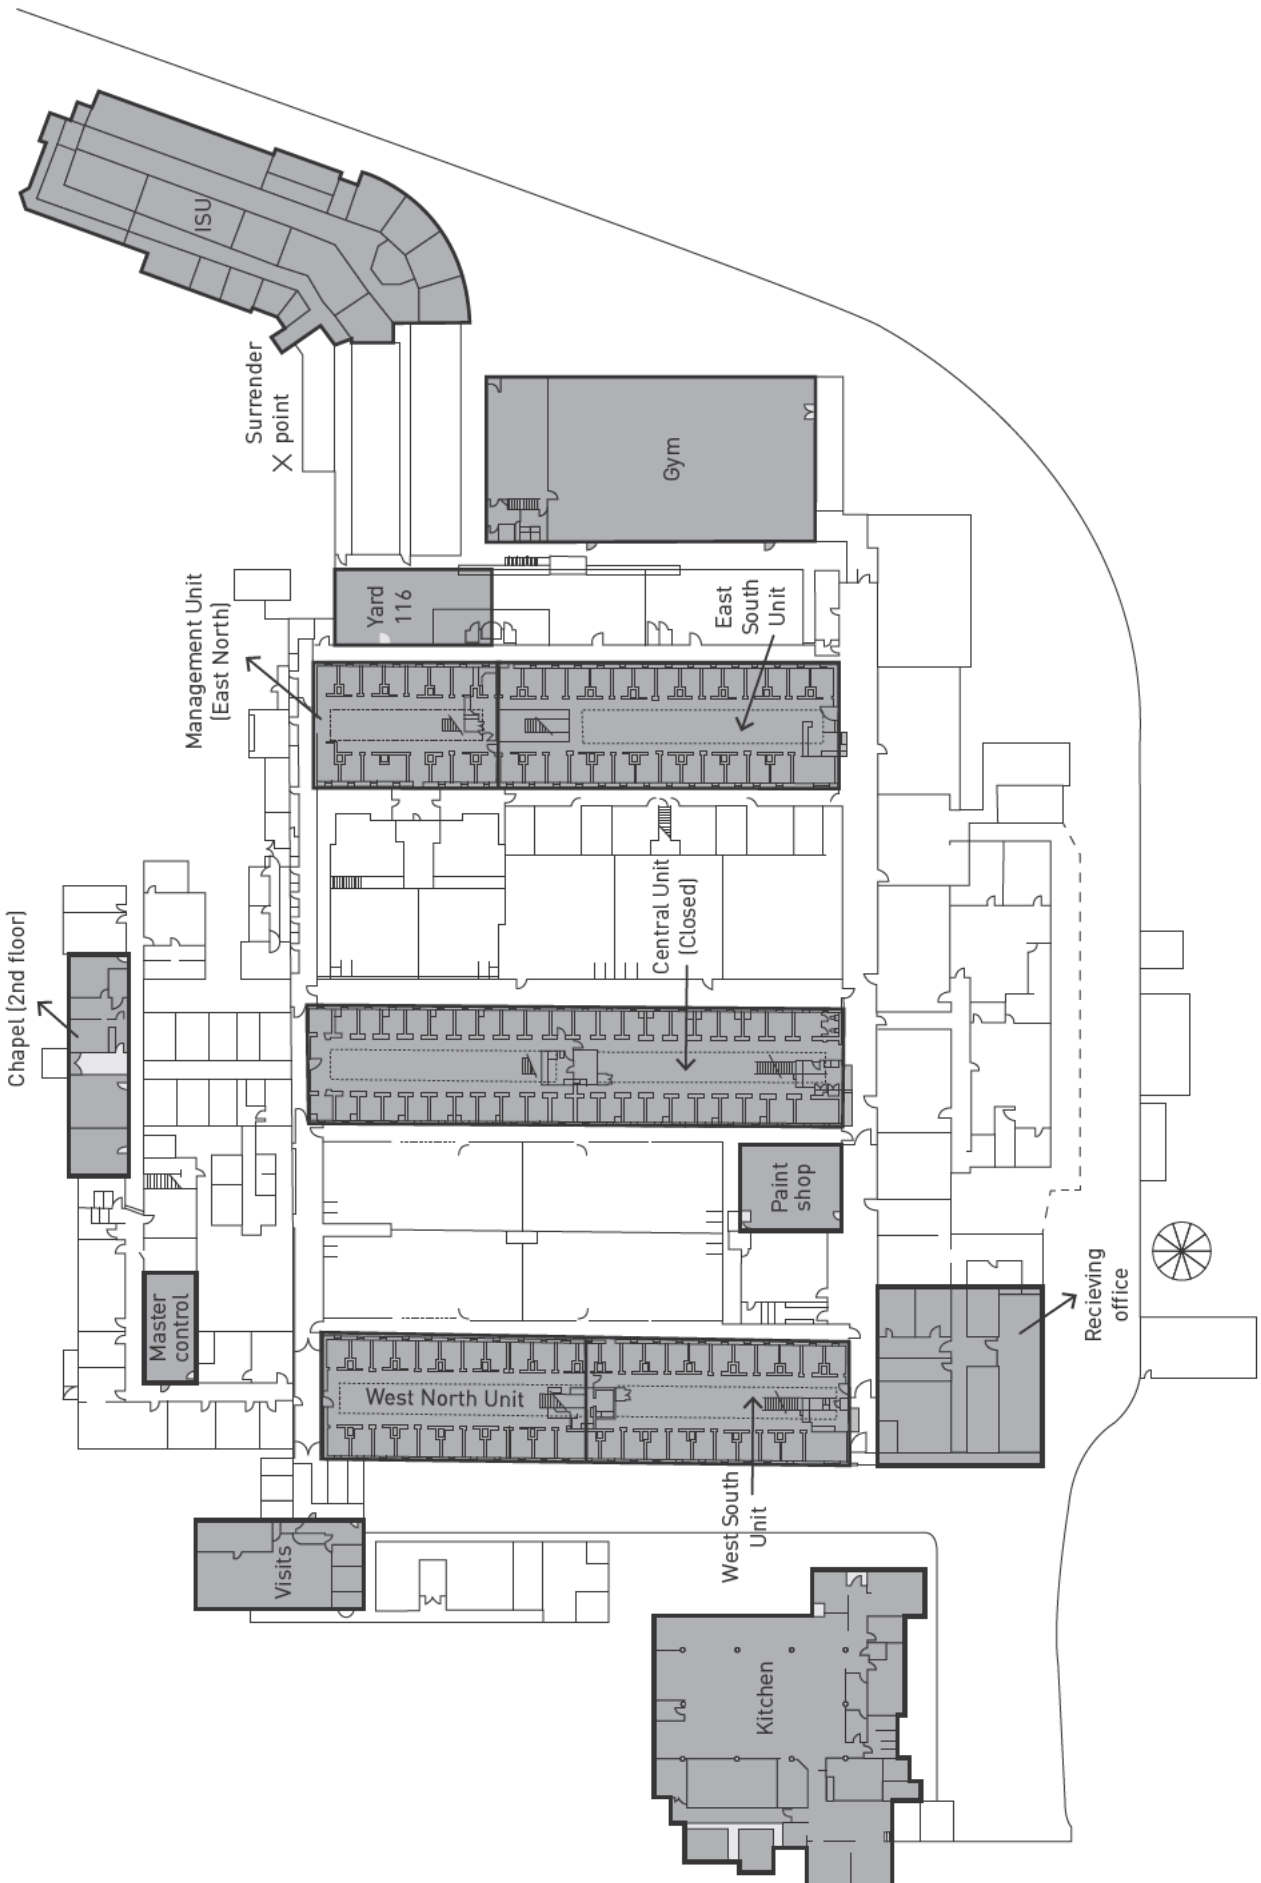 ISU
Surrender
X point
Gym
Management Unit
(East North)
Yard
116
East
South
Unit
Chapel (2nd floor)
Central Unit
(Closed)
Master
control
Paint
shop
Recieving
office
West North Unit
West South
Unit
Visits
Kitchen